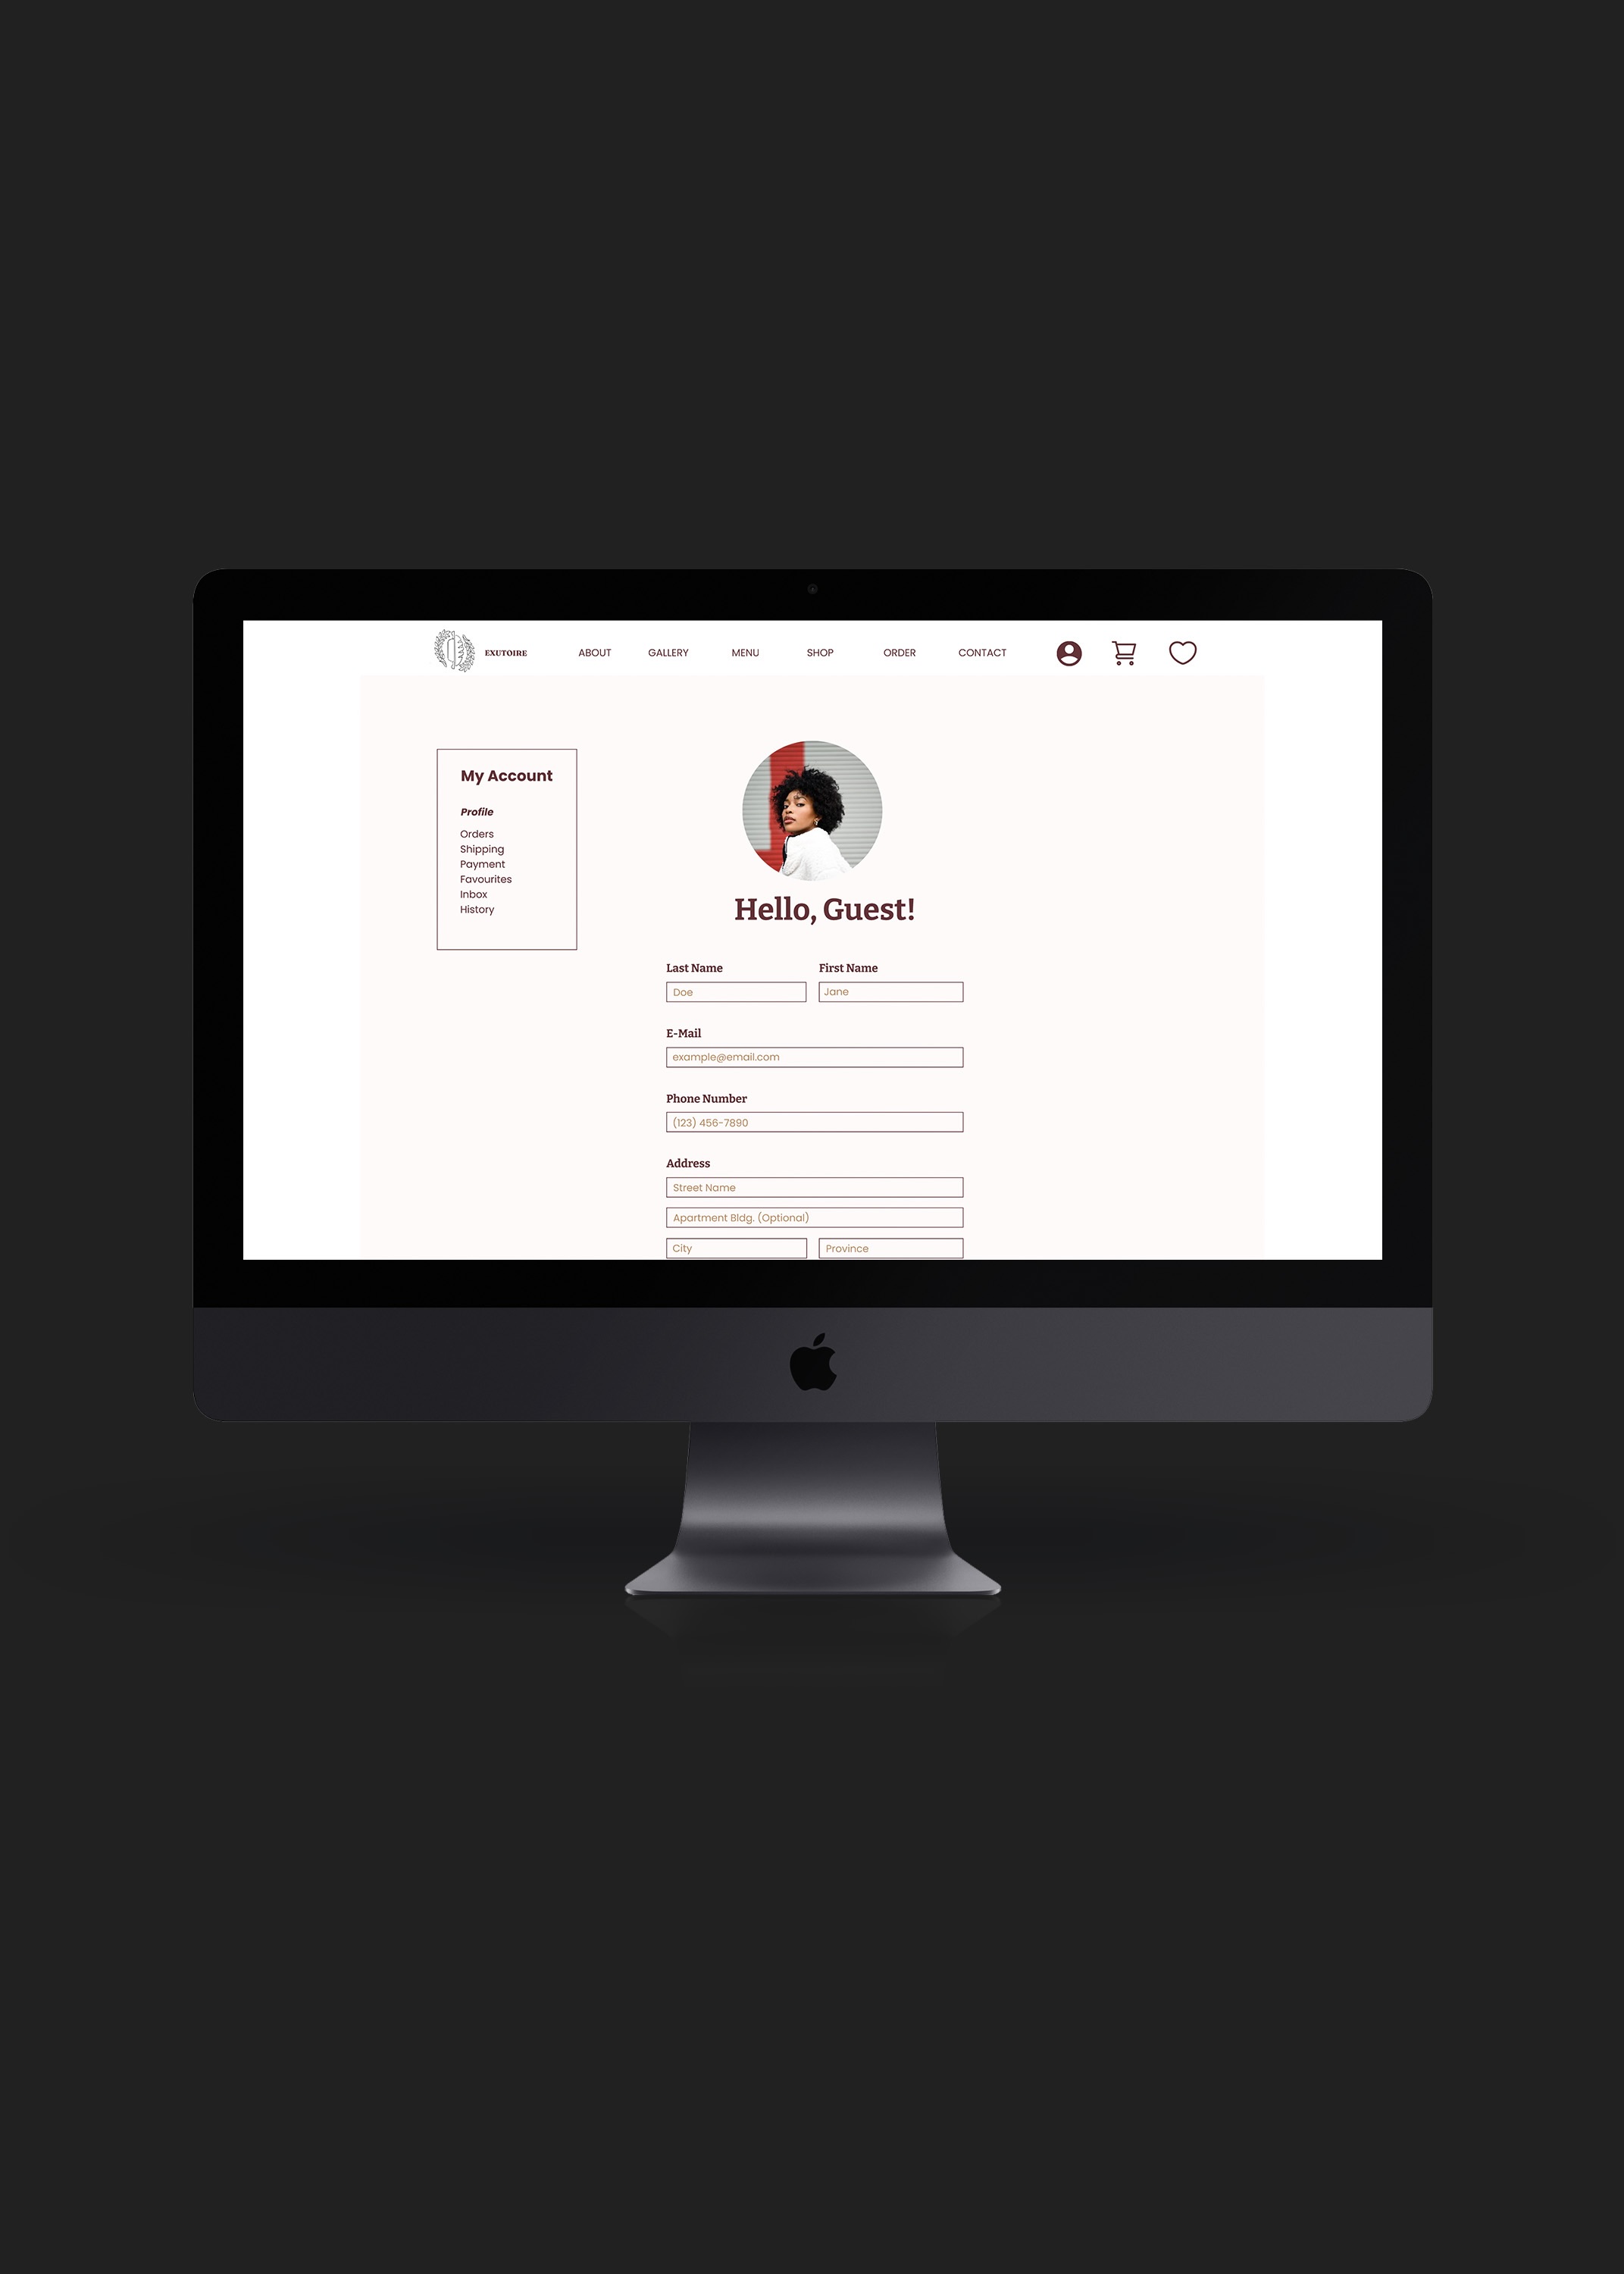 EXUTOIRE ABOUT GALLERY MENU SHOP ORDER CONTACT
My Account
Profile
Orders
Shipping
Payment
Favourites
Inbox
History
Hello, Guest!
Last Name First Name
Doe Jane
E-Mail
example@email.com
Phone Number
(123) 456-7890
Address
Street Name
Apartment Bldg. (Optional)
City Province